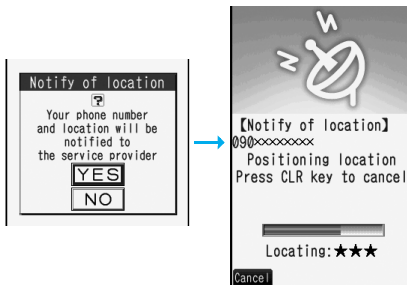 Notify of location
?
Your phone number
and location will be
notified to
the service provider
YES
NO
【Notify of location】
090××××××××
Positioning location
Press CLR key to cancel
Locating:★★★
Cancel